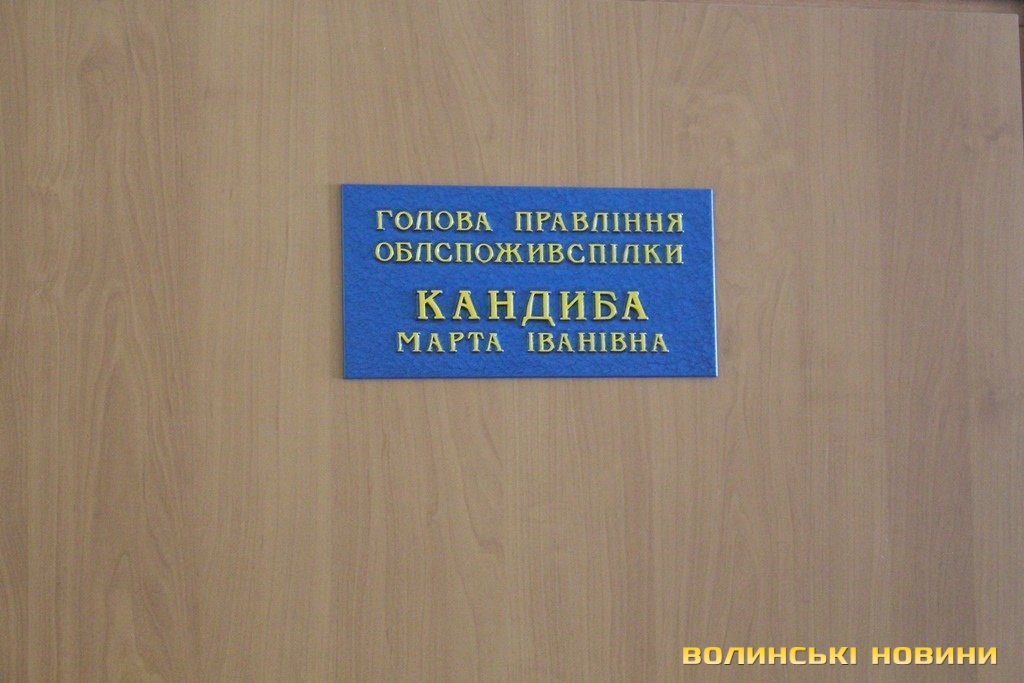 ГОЛОВА ПРАВЛІННЯ
ОБЛСПОЖИВСПІЛКИ
КАНДИБА
МАРТА ІВАНІВНА
ВОЛИНСЬКІ НОВИНИ